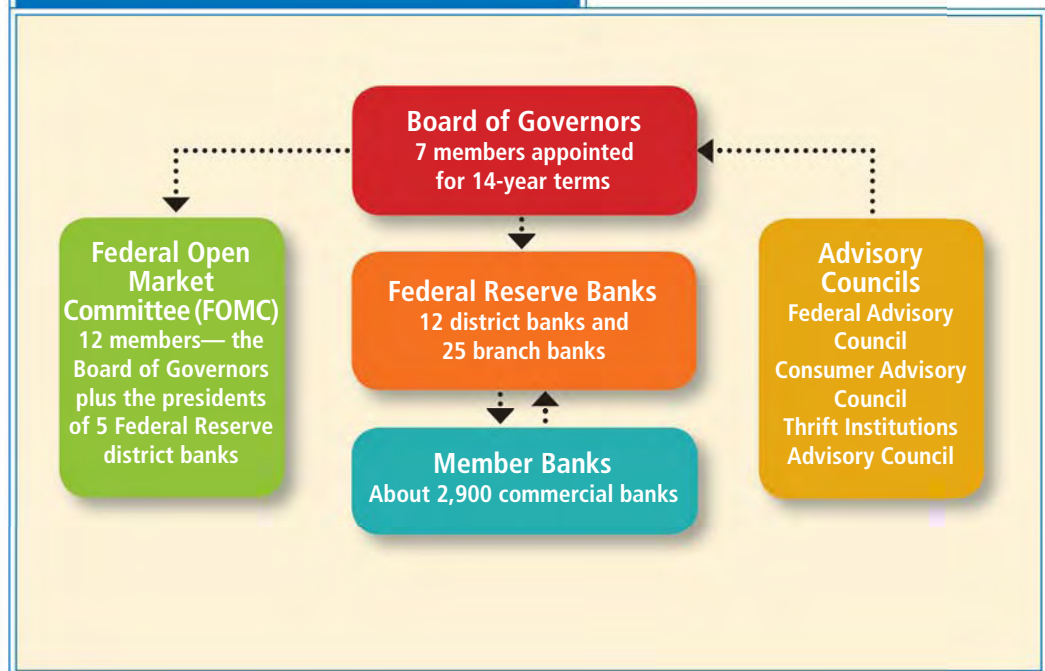 Board of Governors
7 members appointed
for 14-year terms
Federal Open
Market
Committee (FOMC)
12 members— the
Board of Governors
plus the presidents
of 5 Federal Reserve
district banks
Federal Reserve Banks
12 district banks and
25 branch banks
Member Banks
About 2,900 commercial banks
Advisory
Councils
Federal Advisory
Council
Consumer Advisory
Council
Thrift Institutions
Advisory Council